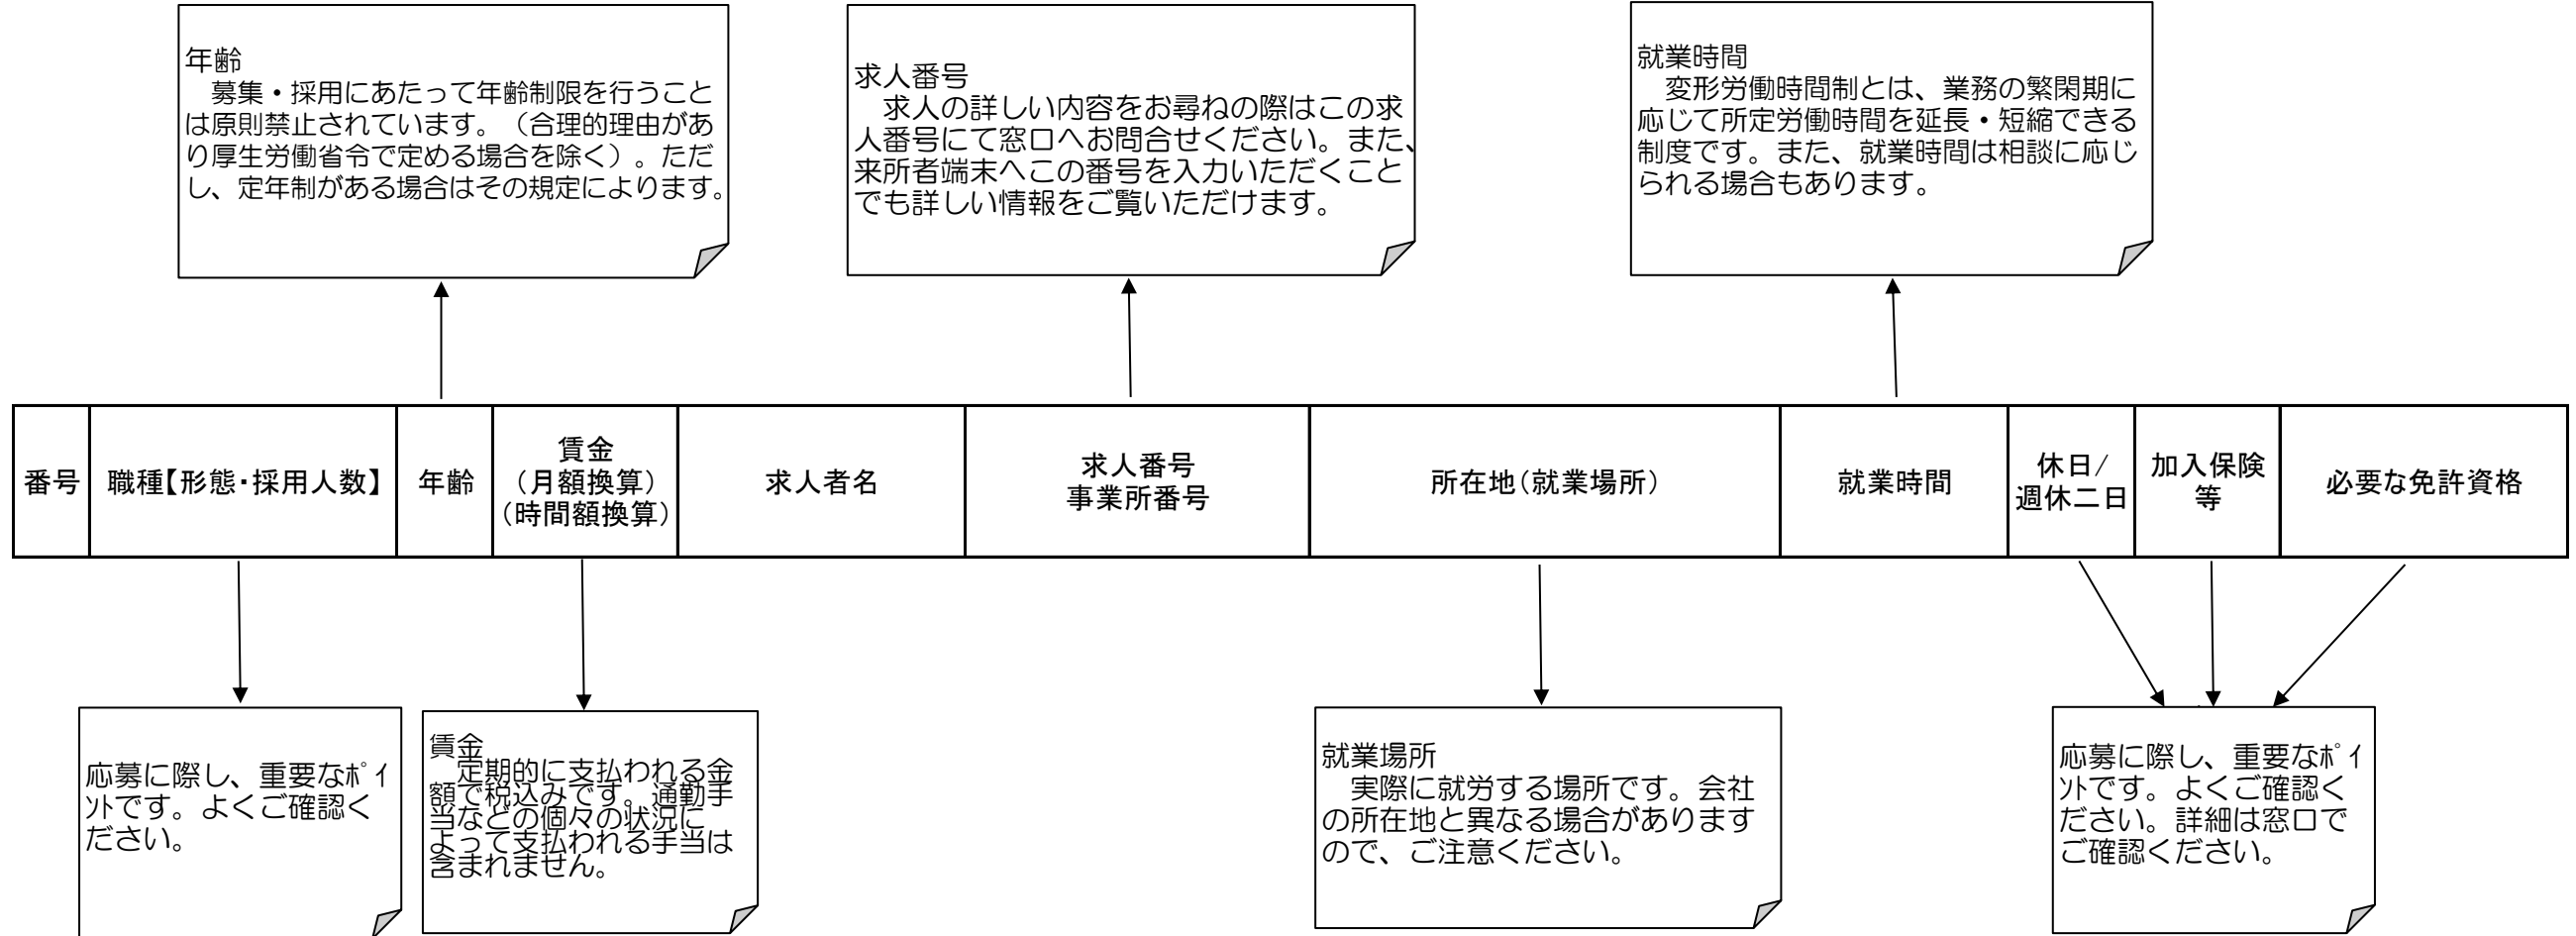 年齢
　募集・採用にあたって年齢制限を行うこと
は原則禁止されています。（合理的理由があ
り厚生労働省令で定める場合を除く）。ただ
し、定年制がある場合はその規定によります。
求人番号
　求人の詳しい内容をお尋ねの際はこの求
人番号にて窓口へお問合せください。また、
来所者端末へこの番号を入力いただくこと
でも詳しい情報をご覧いただけます。
就業時間
　変形労働時間制とは、業務の繁閑期に
応じて所定労働時間を延長・短縮できる
制度です。また、就業時間は相談に応じ
られる場合もあります。
番号
職種【形態・採用人数】
年齢
賃金
（月額換算）
（時間額換算）
求人者名
求人番号
事業所番号
所在地（就業場所）
就業時間
休日/
週休二日
加入保険
等
必要な免許資格
応募に際し、重要なﾎﾟｲ
ﾝﾄです。よくご確認く
ださい。
賃金
　定期的に支払われる金
額で税込みです。通勤手
当などの個々の状況に
よって支払われる手当は
含まれません。
就業場所
　実際に就労する場所です。会社
の所在地と異なる場合があります
ので、ご注意ください。
応募に際し、重要なﾎﾟｲ
ﾝﾄです。よくご確認く
ださい。詳細は窓口で
ご確認ください。